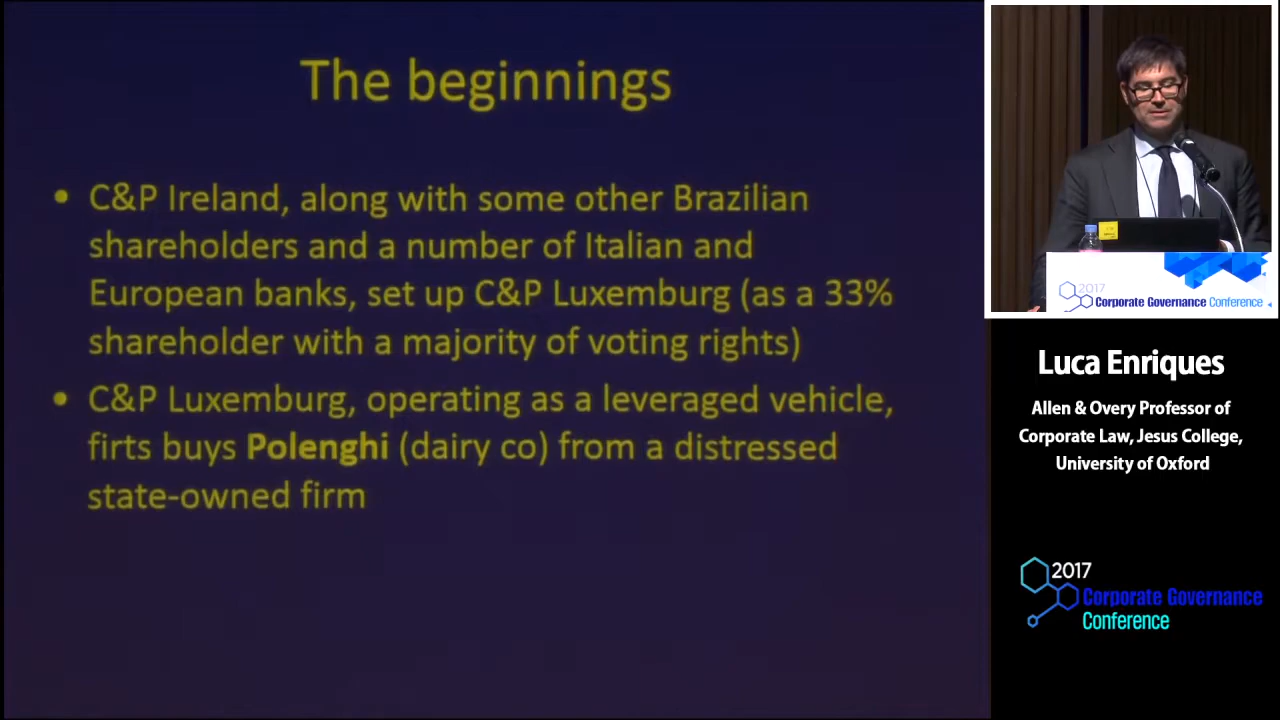 The beginnings
• C&P Ireland, along with some other Brazilian
shareholders and a number of Italian and
European banks, set up C&P Luxemburg (as a 33%
shareholder with a majority of voting rights)
• C&P Luxemburg, operating as a leveraged vehicle,
firts buys Polenghi (dairy co) from a distressed
state-owned firm
2017
Corporate Governance Conference
Luca Enriques
Allen & Overy Professor of
Corporate Law, Jesus College,
University of Oxford
2017
Corporate Governance
Conference